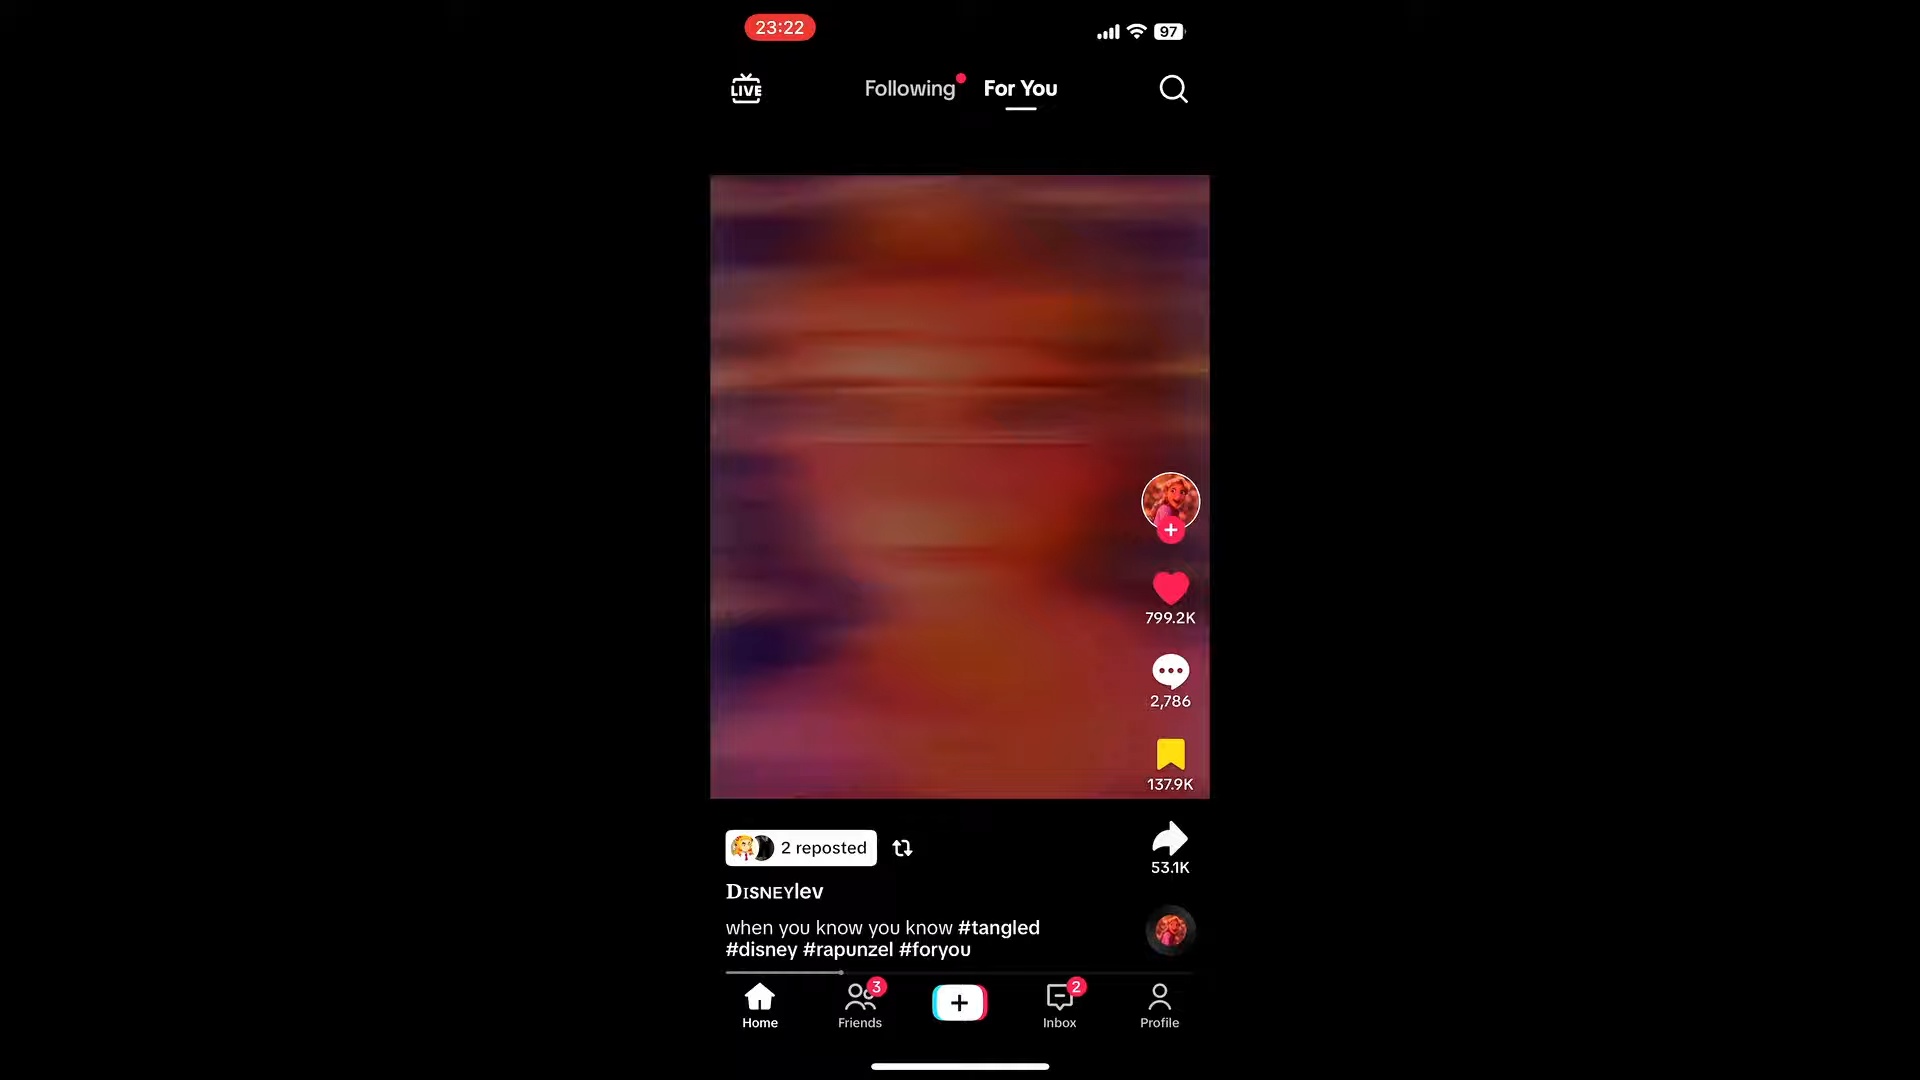 23:22
97
LIVE
Following
For You
799.2K
2,786
137.9K
2 reposted
53.1K
Dɪsɴᴇʏlev
when you know you know #tangled
#disney #rapunzel #foryou
3
2
Home
Friends
Inbox
Profile